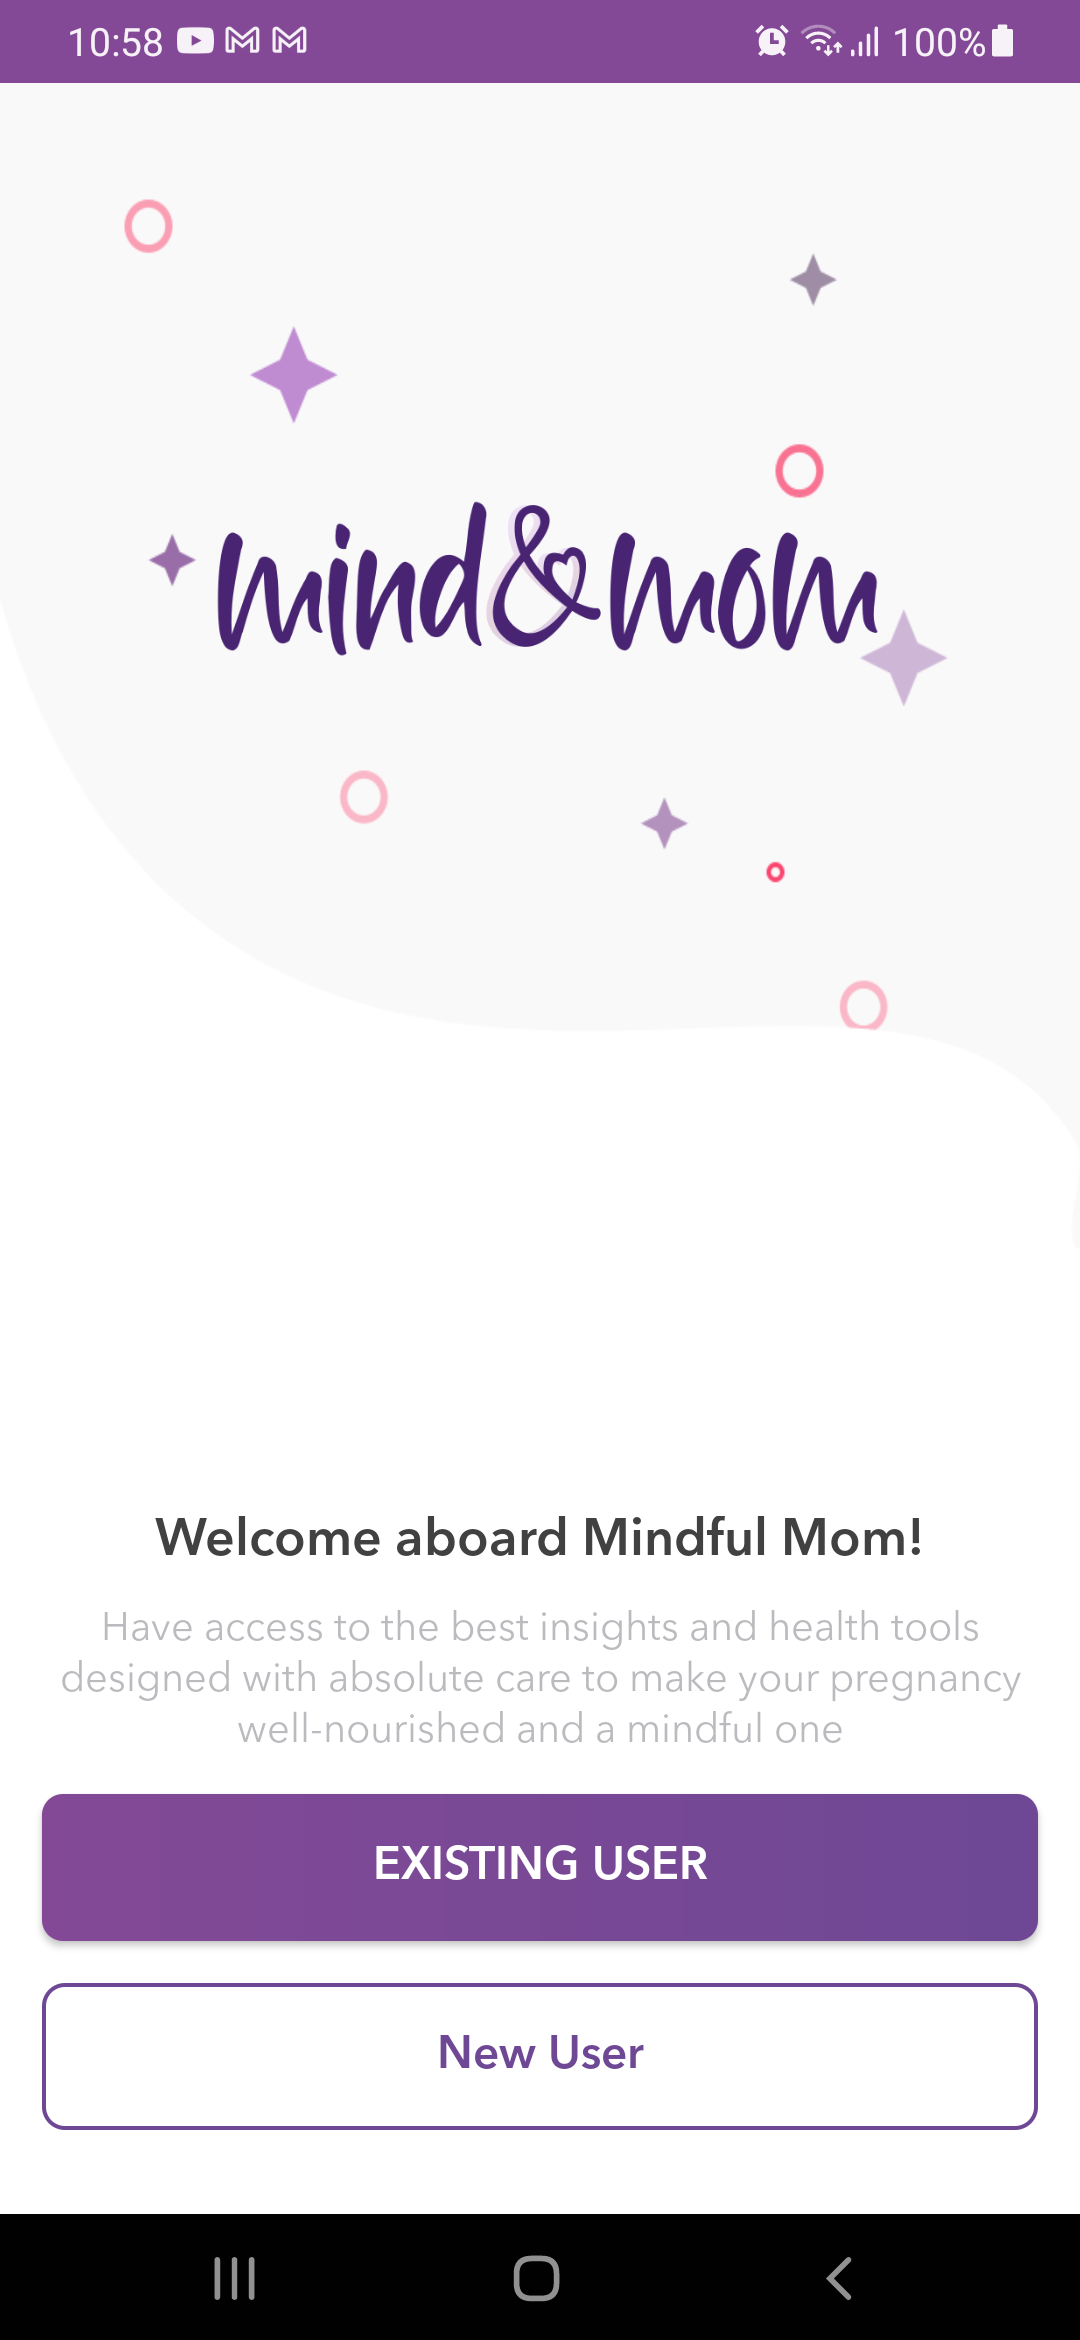 10:58 100%
mind&mom
Welcome aboard Mindful Mom!
Have access to the best insights and health tools
designed with absolute care to make your pregnancy
well-nourished and a mindful one
EXISTING USER
New User